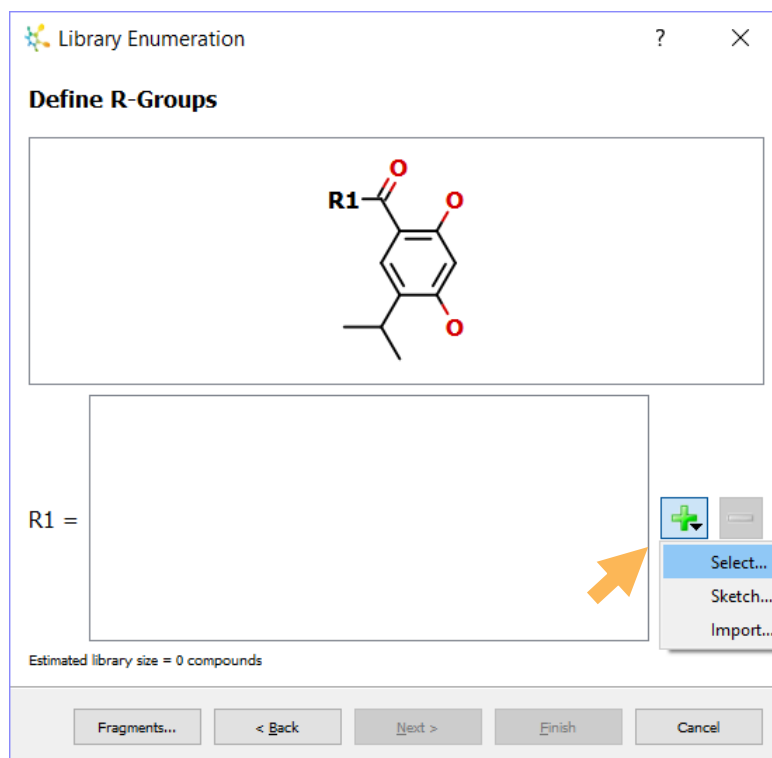 Library Enumeration ?
Define R-Groups
O
R1
O
O
R1 =
Select...
Sketch...
Import...
Estimated library size = 0 compounds
Fragments... < Back Next > Finish Cancel